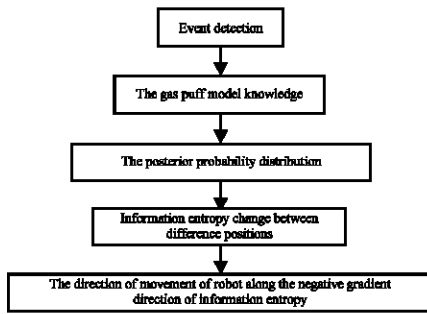 Event detection
The gas puff model knowledge
The posterior probability distribution
Information entropy change between
difference positions
The direction of movement of robot along the negative gradient
direction of information entropy